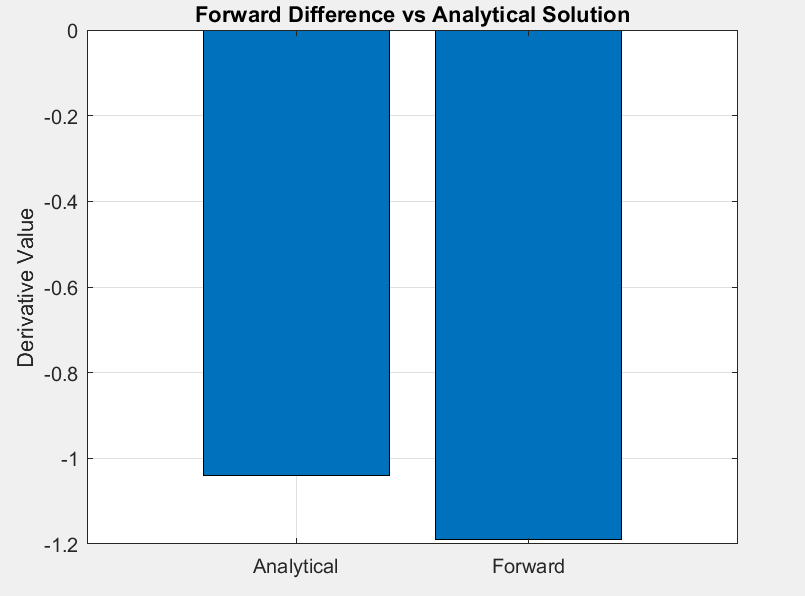 Forward Difference vs Analytical Solution
0
-0.2
-0.4
-0.6
-0.8
-1
-1.2
Derivative Value
Analytical
Forward